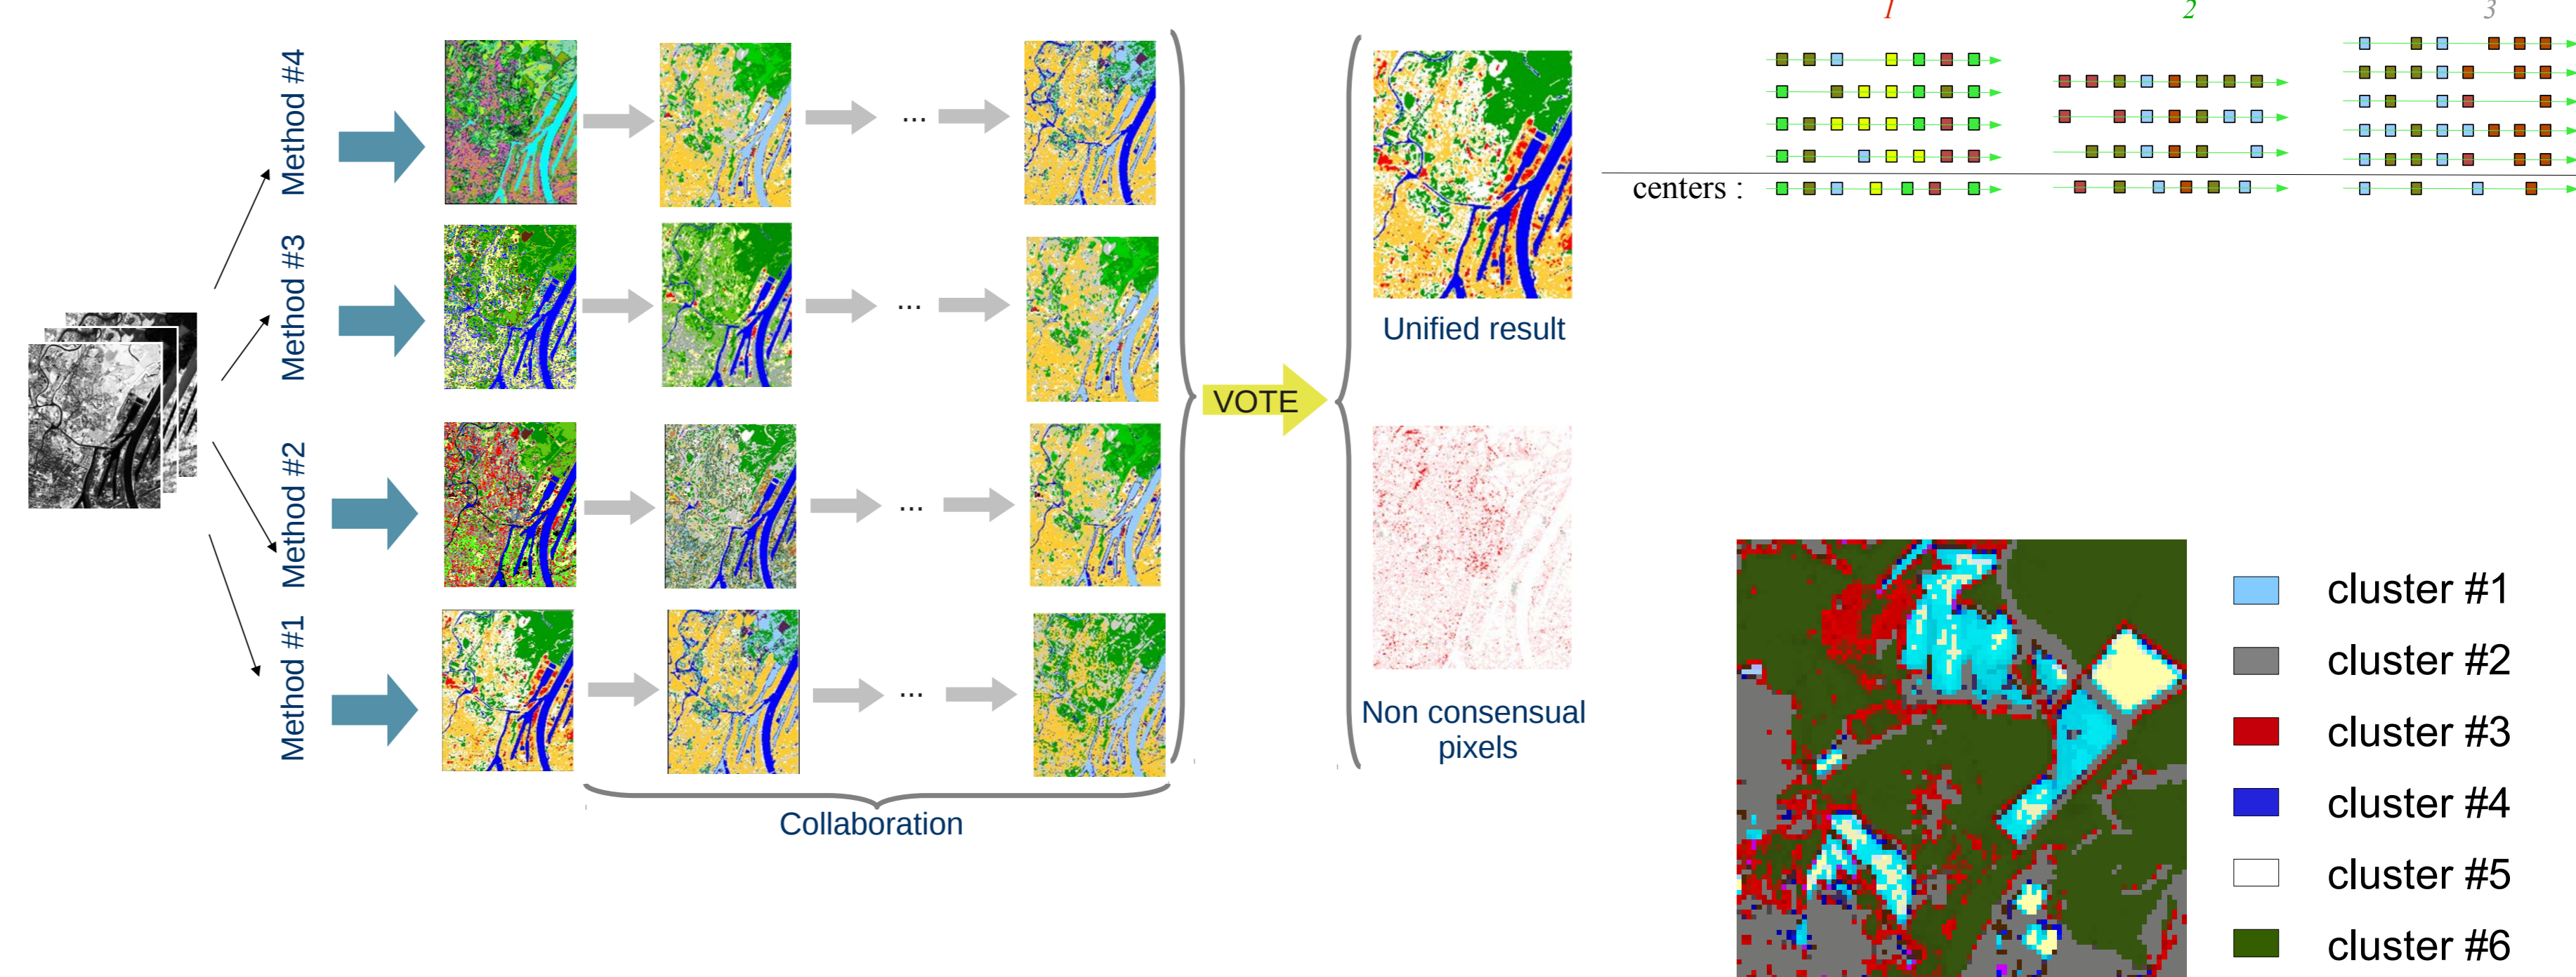 Method #4
Method #3
Method #2
Method #1
...
...
...
...
Collaboration
VOTE
Unified result
Non consensual
pixels
1
2
3
centers :
cluster #1
cluster #2
cluster #3
cluster #4
cluster #5
cluster #6